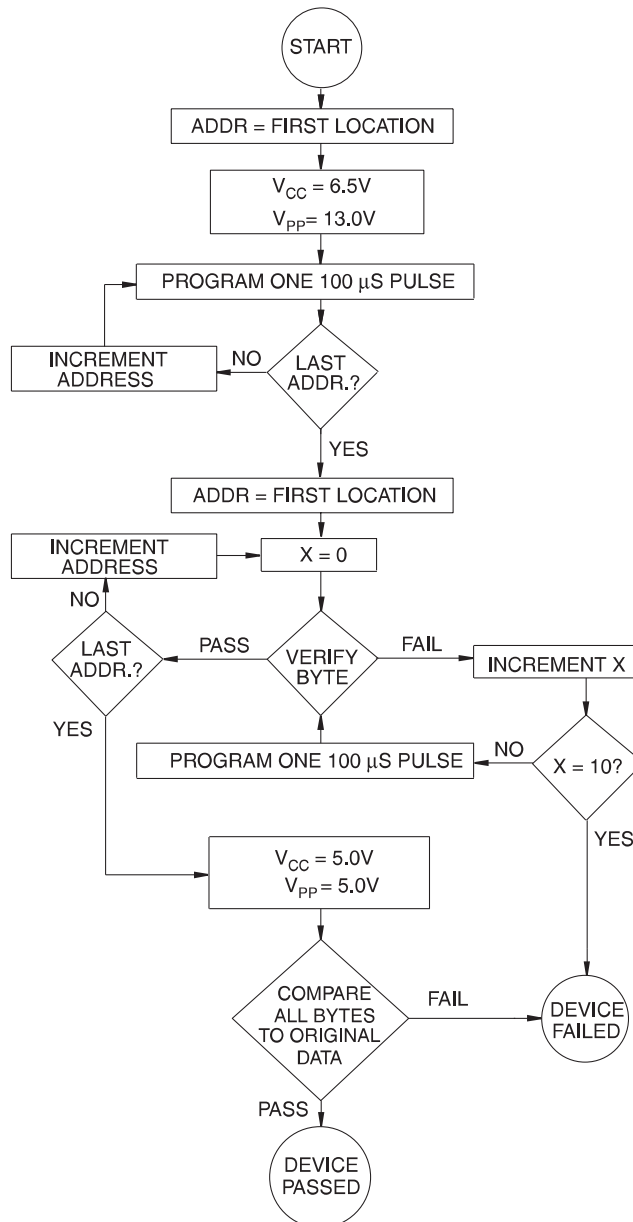 START
ADDR = FIRST LOCATION
VCC = 6.5V
VPP= 13.0V
PROGRAM ONE 100 µS PULSE
INCREMENT
ADDRESS
NO
LAST
ADDR.?
YES
ADDR = FIRST LOCATION
INCREMENT
ADDRESS
X = 0
NO
LAST
ADDR.?
PASS
VERIFY
BYTE
FAIL
INCREMENT X
YES
PROGRAM ONE 100 µS PULSE
NO
X = 10?
YES
VCC = 5.0V
VPP = 5.0V
COMPARE
ALL BYTES
TO ORIGINAL
DATA
FAIL
DEVICE
FAILED
PASS
DEVICE
PASSED